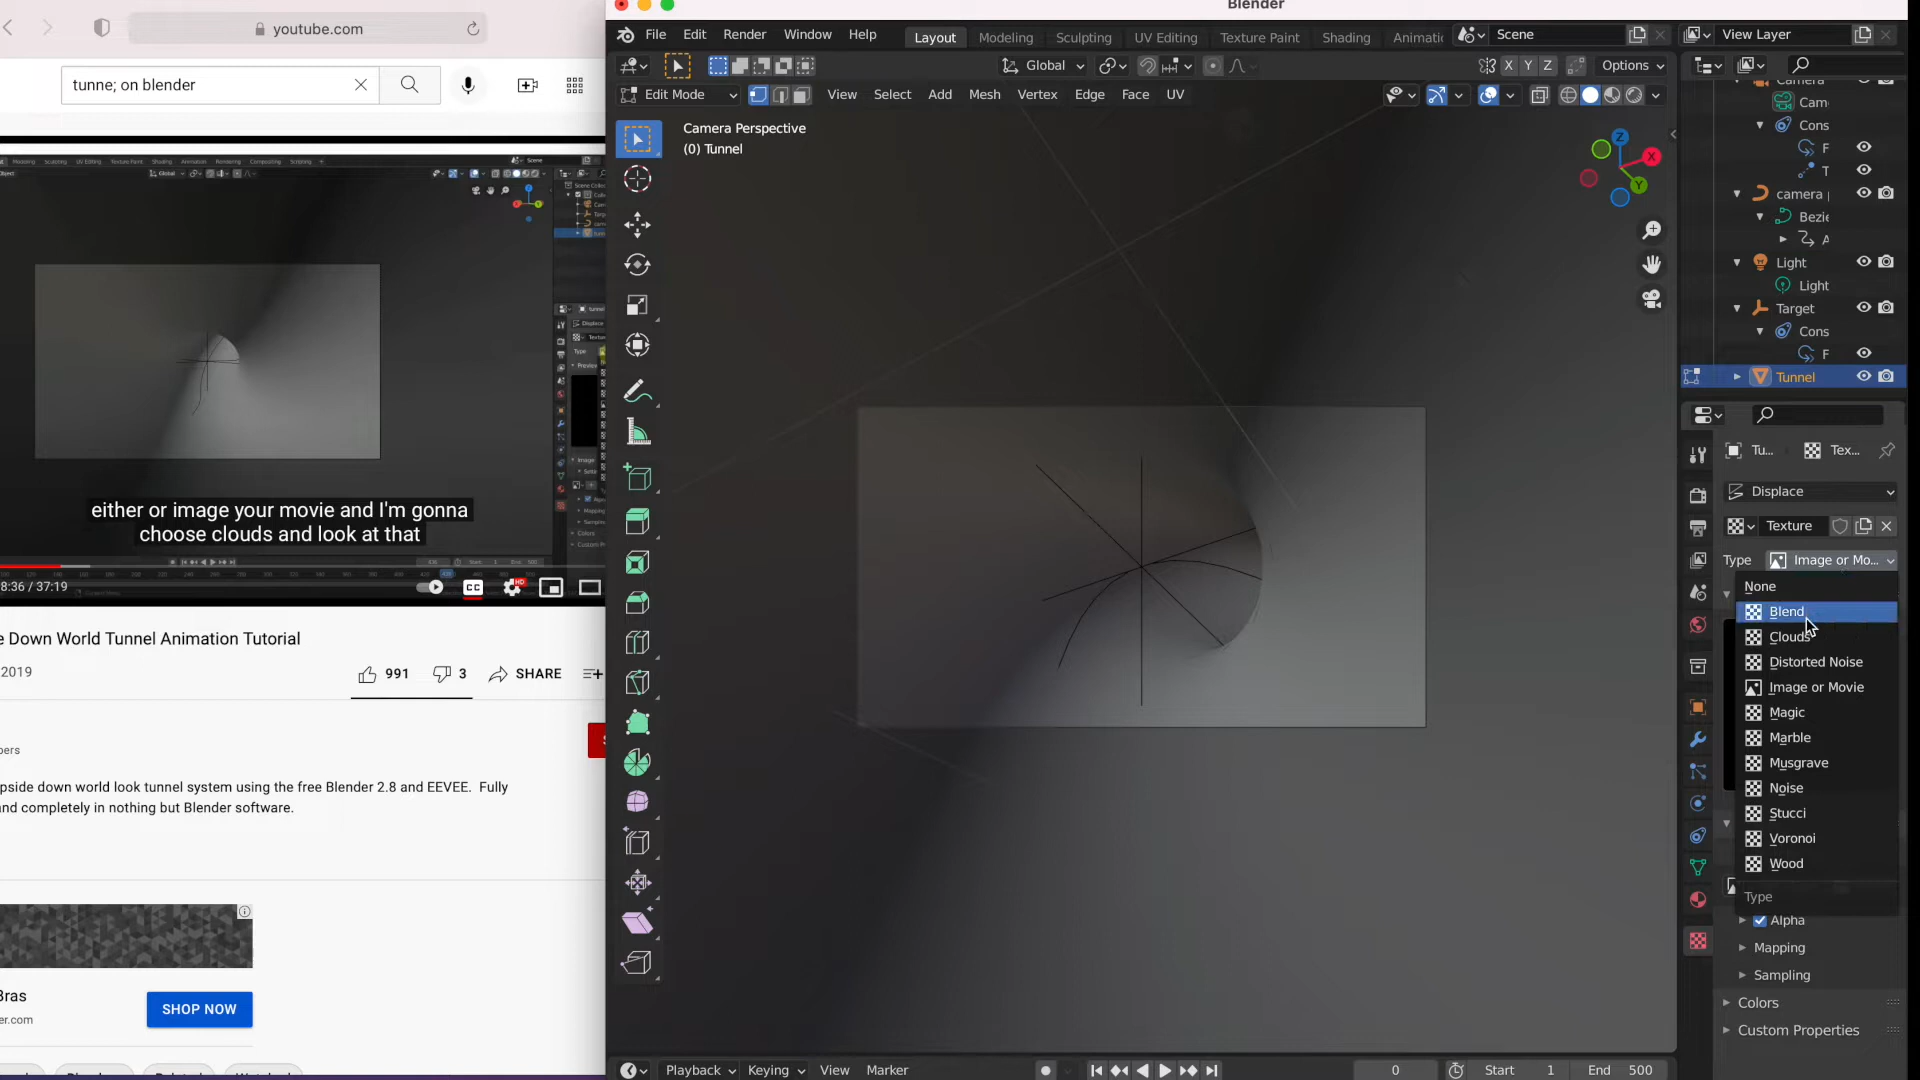 youtube.com
tunne; on blender
either or image your movie and I'm gonna
choose clouds and look at that
8:36 / 37:19
CC
HD
e Down World Tunnel Animation Tutorial
2019
991
3
SHARE
bers
pside down world look tunnel system using the free Blender 2.8 and EEVEE. Fully
nd completely in nothing but Blender software.
Bras
er.com
SHOP NOW
Blender
File
Edit
Render
Window
Help
Layout
Modeling
Sculpting
UV Editing
Texture Paint
Shading
Animatic
Scene
View Layer
Global
X
Y
Z
Options
Edit Mode
View
Select
Add
Mesh
Vertex
Edge
Face
UV
Camera Perspective
(0) Tunnel
Z
X
Y
Camera
Cam
Cons
F
T
camera p
Bezie
A
Light
Light
Target
Cons
F
Tunnel
Tu...
Tex...
Displace
Texture
Type
Image or Mo...
None
Blend
Clouds
Distorted Noise
Image or Movie
Magic
Marble
Musgrave
Noise
Stucci
Voronoi
Wood
Type
Alpha
Mapping
Sampling
Colors
Custom Properties
Playback
Keying
View
Marker
0
Start
1
End
500